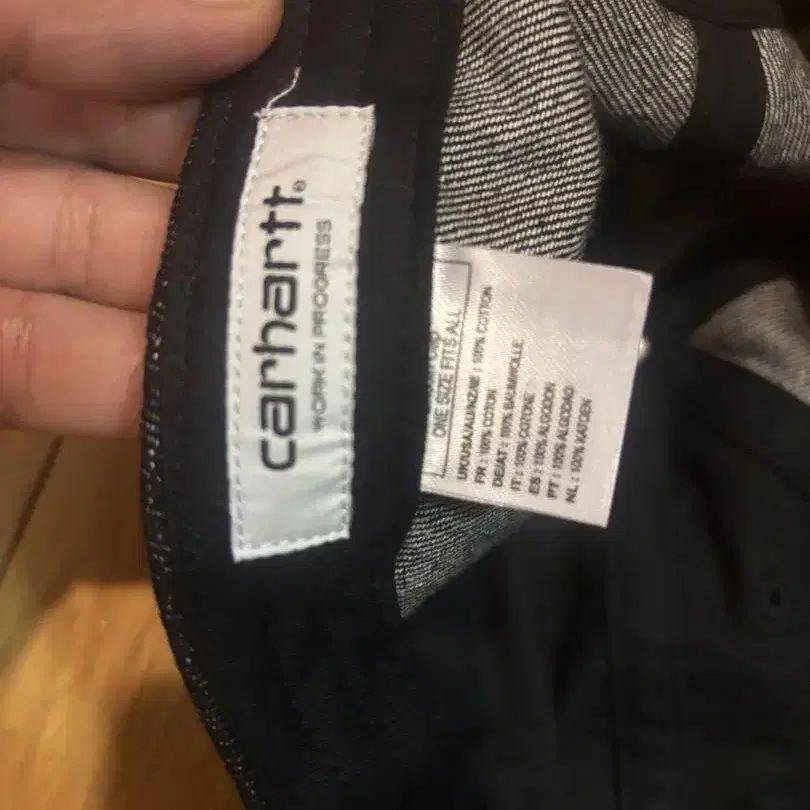 carhartt®
WORK IN PROGRESS
ONE SIZE FITS ALL
UK/USA/AU/NZ/IE : 100% COTTON
FR : 100% COTON
DE/AT : 100% BAUMWOLLE
IT : 100% COTONE
ES : 100% ALGODON
PT : 100% ALGODAO
NL : 100% KATOEN